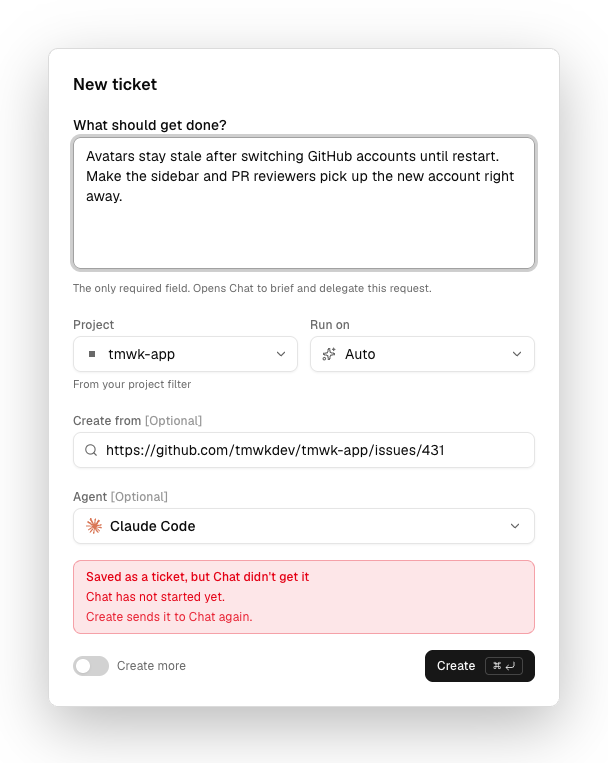 New ticket
What should get done?
Avatars stay stale after switching GitHub accounts until restart.
Make the sidebar and PR reviewers pick up the new account right
away.
The only required field. Opens Chat to brief and delegate this request.
Project
Run on
tmwk-app
Auto
From your project filter
Create from [Optional]
https://github.com/tmwkdev/tmwk-app/issues/431
Agent [Optional]
Claude Code
Saved as a ticket, but Chat didn't get it
Chat has not started yet.
Create sends it to Chat again.
Create more
Create ⌘ ↵